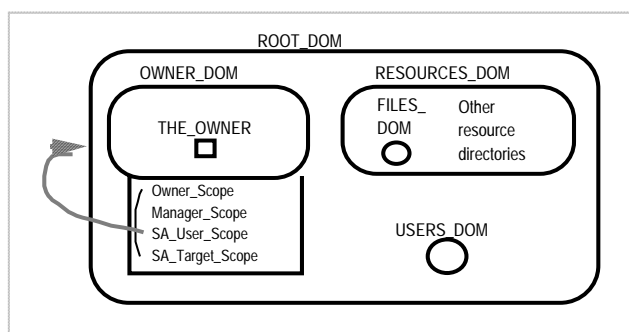 ROOT_DOM
OWNER_DOM
RESOURCES_DOM
THE_OWNER
FILES_
DOM
Other
resource
directories
Owner_Scope
Manager_Scope
SA_User_Scope
SA_Target_Scope
USERS_DOM